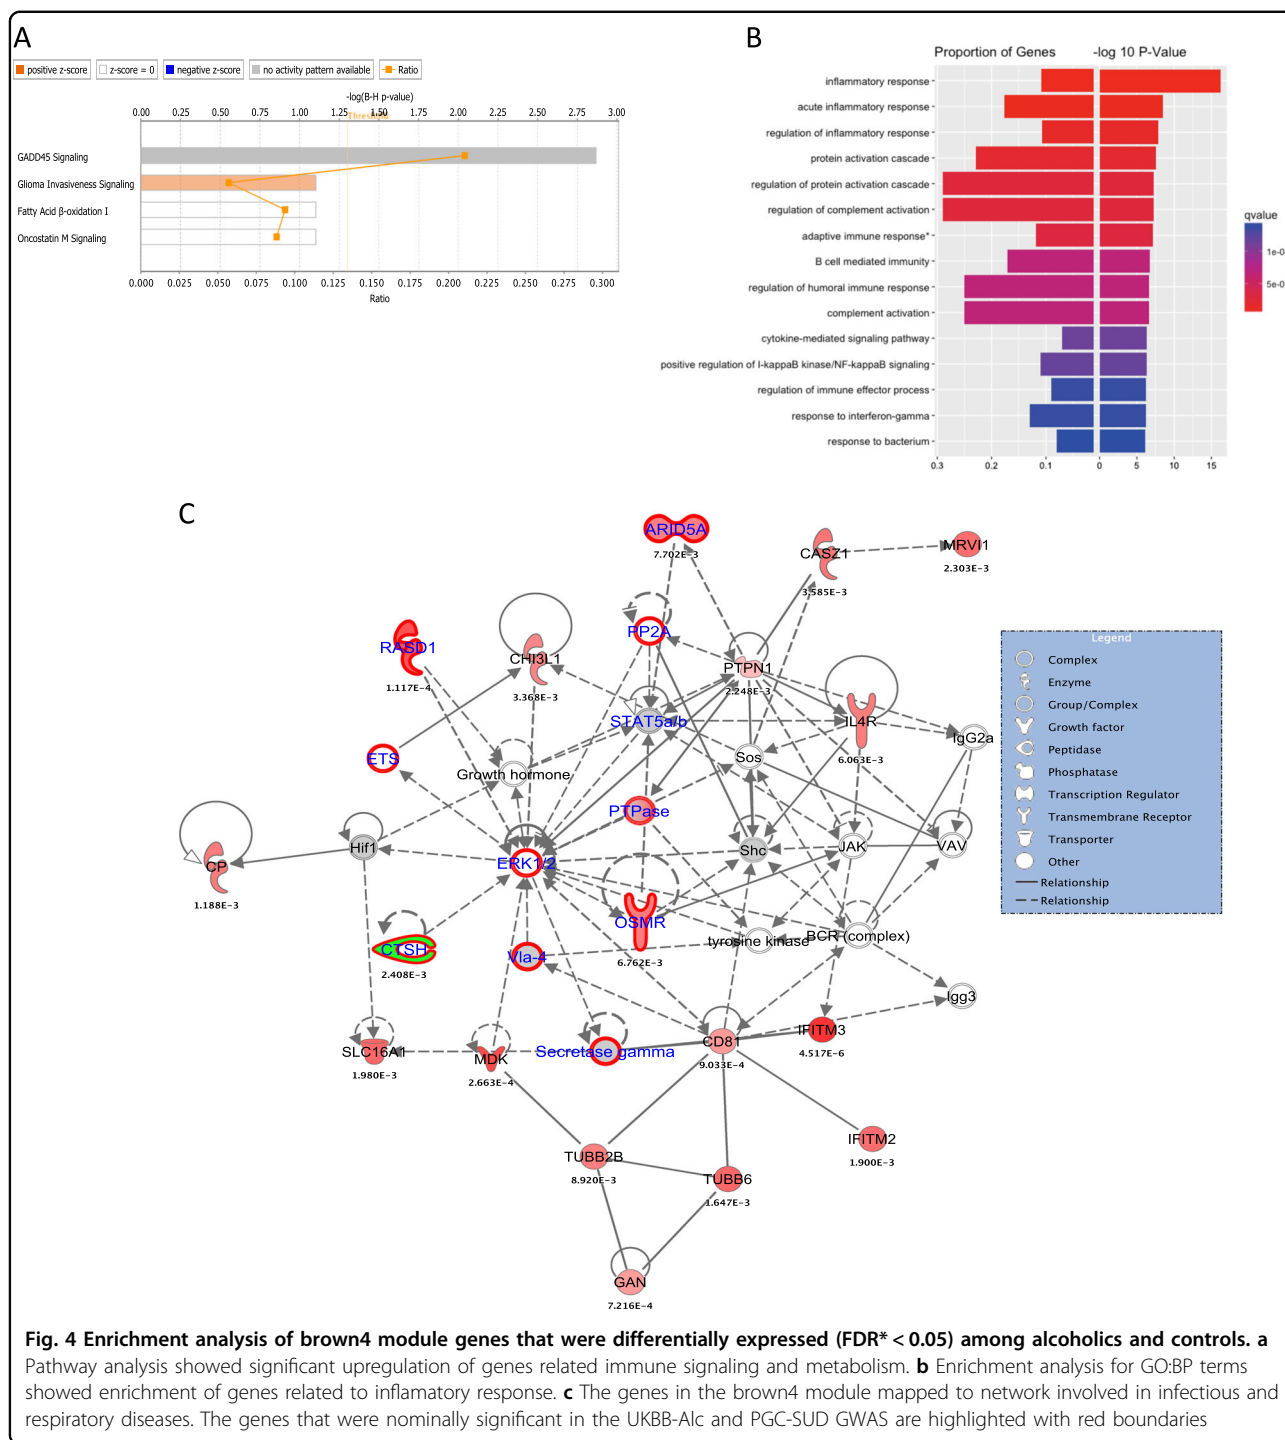 A
positive z-score
z-score = 0
negative z-score
no activity pattern available
Ratio
-log(B-H p-value)
0.00 0.25 0.50 0.75 1.00 1.25 1.50 1.75 2.00 2.25 2.50 2.75 3.00
Threshold
GADD45 Signaling
Glioma Invasiveness Signaling
Fatty Acid β-oxidation I
Oncostatin M Signaling
0.000 0.025 0.050 0.075 0.100 0.125 0.150 0.175 0.200 0.225 0.250 0.275 0.300
Ratio
B
Proportion of Genes -log 10 P-Value
inflammatory response
acute inflammatory response
regulation of inflammatory response
protein activation cascade
regulation of protein activation cascade
regulation of complement activation
adaptive immune response*
B cell mediated immunity
regulation of humoral immune response
complement activation
cytokine-mediated signaling pathway
positive regulation of I-kappaB kinase/NF-kappaB signaling
regulation of immune effector process
response to interferon-gamma
response to bacterium
0.3 0.2 0.1 0 5 10 15
qvalue
1e-0
5e-0
C
ARID5A
7.702E-3
CASZ1
3.585E-3
MRVI1
2.303E-3
RASD1
1.117E-4
CHI3L1
3.368E-3
PP2A
PTPN1
2.248E-3
STAT5a/b
IL4R
6.063E-3
IgG2a
ETS
Growth hormone
Sos
PTPase
CP
1.188E-3
Hif1
ERK1/2
Shc
JAK
VAV
CTSH
2.408E-3
Vla-4
OSMR
6.762E-3
tyrosine kinase
BCR (complex)
Igg3
SLC16A1
1.980E-3
MDK
2.663E-4
Secretase gamma
CD81
9.033E-4
IFITM3
4.517E-6
IFITM2
1.900E-3
TUBB2B
8.920E-3
TUBB6
1.647E-3
GAN
7.216E-4
Legend
Complex
Enzyme
Group/Complex
Growth factor
Peptidase
Phosphatase
Transcription Regulator
Transmembrane Receptor
Transporter
Other
Relationship
Relationship
Fig. 4 Enrichment analysis of brown4 module genes that were differentially expressed (FDR* < 0.05) among alcoholics and controls. a
Pathway analysis showed significant upregulation of genes related immune signaling and metabolism. b Enrichment analysis for GO:BP terms
showed enrichment of genes related to inflamatory response. c The genes in the brown4 module mapped to network involved in infectious and
respiratory diseases. The genes that were nominally significant in the UKBB-Alc and PGC-SUD GWAS are highlighted with red boundaries